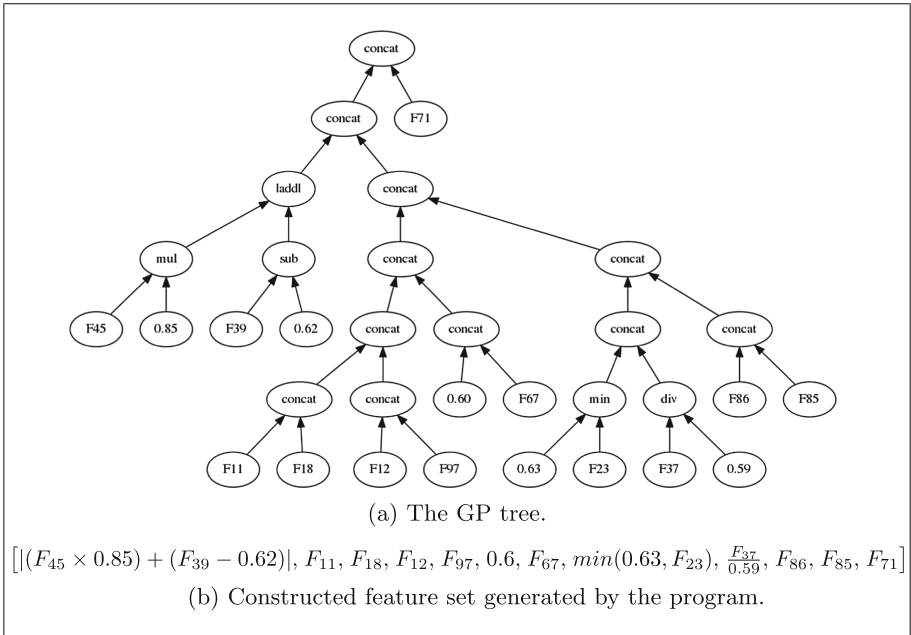 concat
concat F71
|add| concat
mul sub concat concat
F45 0.85 F39 0.62 concat concat concat concat
concat concat 0.60 F67 min div F86 F85
F11 F18 F12 F97 0.63 F23 F37 0.59
(a) The GP tree.
[|(F₄₅ × 0.85) + (F₃₉ − 0.62)|, F₁₁, F₁₈, F₁₂, F₉₇, 0.6, F₆₇, min(0.63, F₂₃), F₃₇/0.59, F₈₆, F₈₅, F₇₁]
(b) Constructed feature set generated by the program.